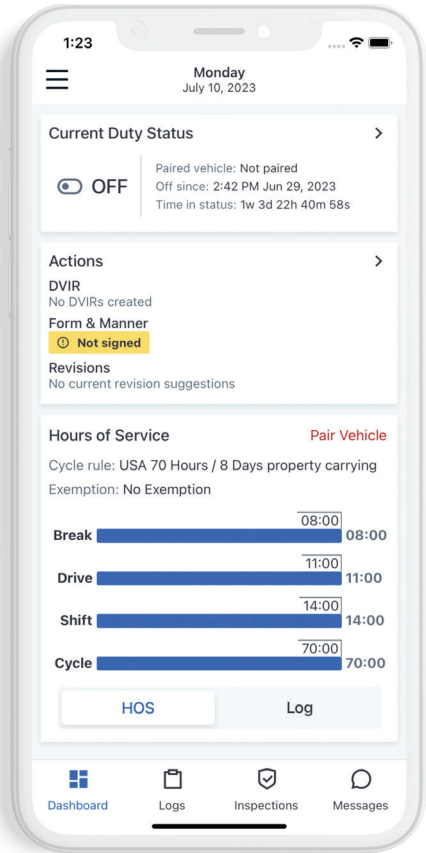 1:23
Monday
July 10, 2023
Current Duty Status
OFF
Paired vehicle: Not paired
Off since: 2:42 PM Jun 29, 2023
Time in status: 1w 3d 22h 40m 58s
Actions
DVIR
No DVIRs created
Form & Manner
Not signed
Revisions
No current revision suggestions
Hours of Service
Pair Vehicle
Cycle rule: USA 70 Hours / 8 Days property carrying
Exemption: No Exemption
08:00
Break 08:00
11:00
Drive 11:00
14:00
Shift 14:00
70:00
Cycle 70:00
HOS
Log
Dashboard
Logs
Inspections
Messages